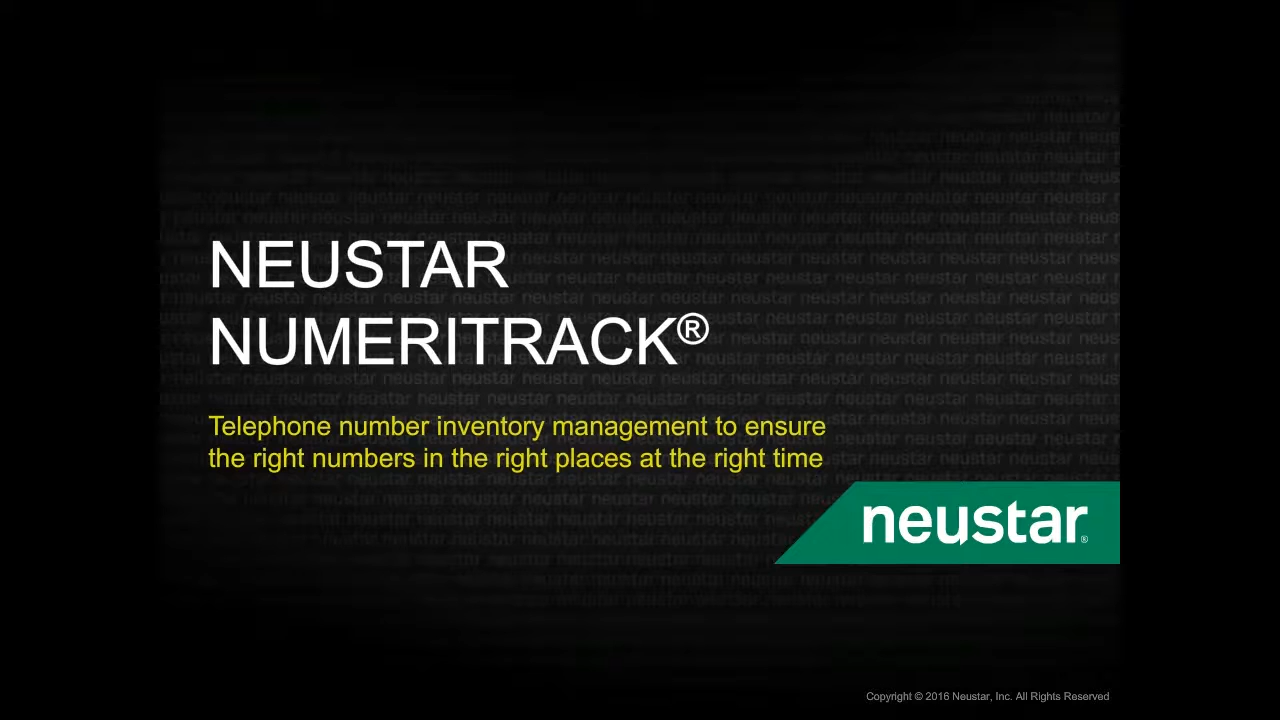 NEUSTAR
NUMERITRACK®
Telephone number inventory management to ensure
the right numbers in the right places at the right time
neustar®
Copyright © 2016 Neustar, Inc. All Rights Reserved